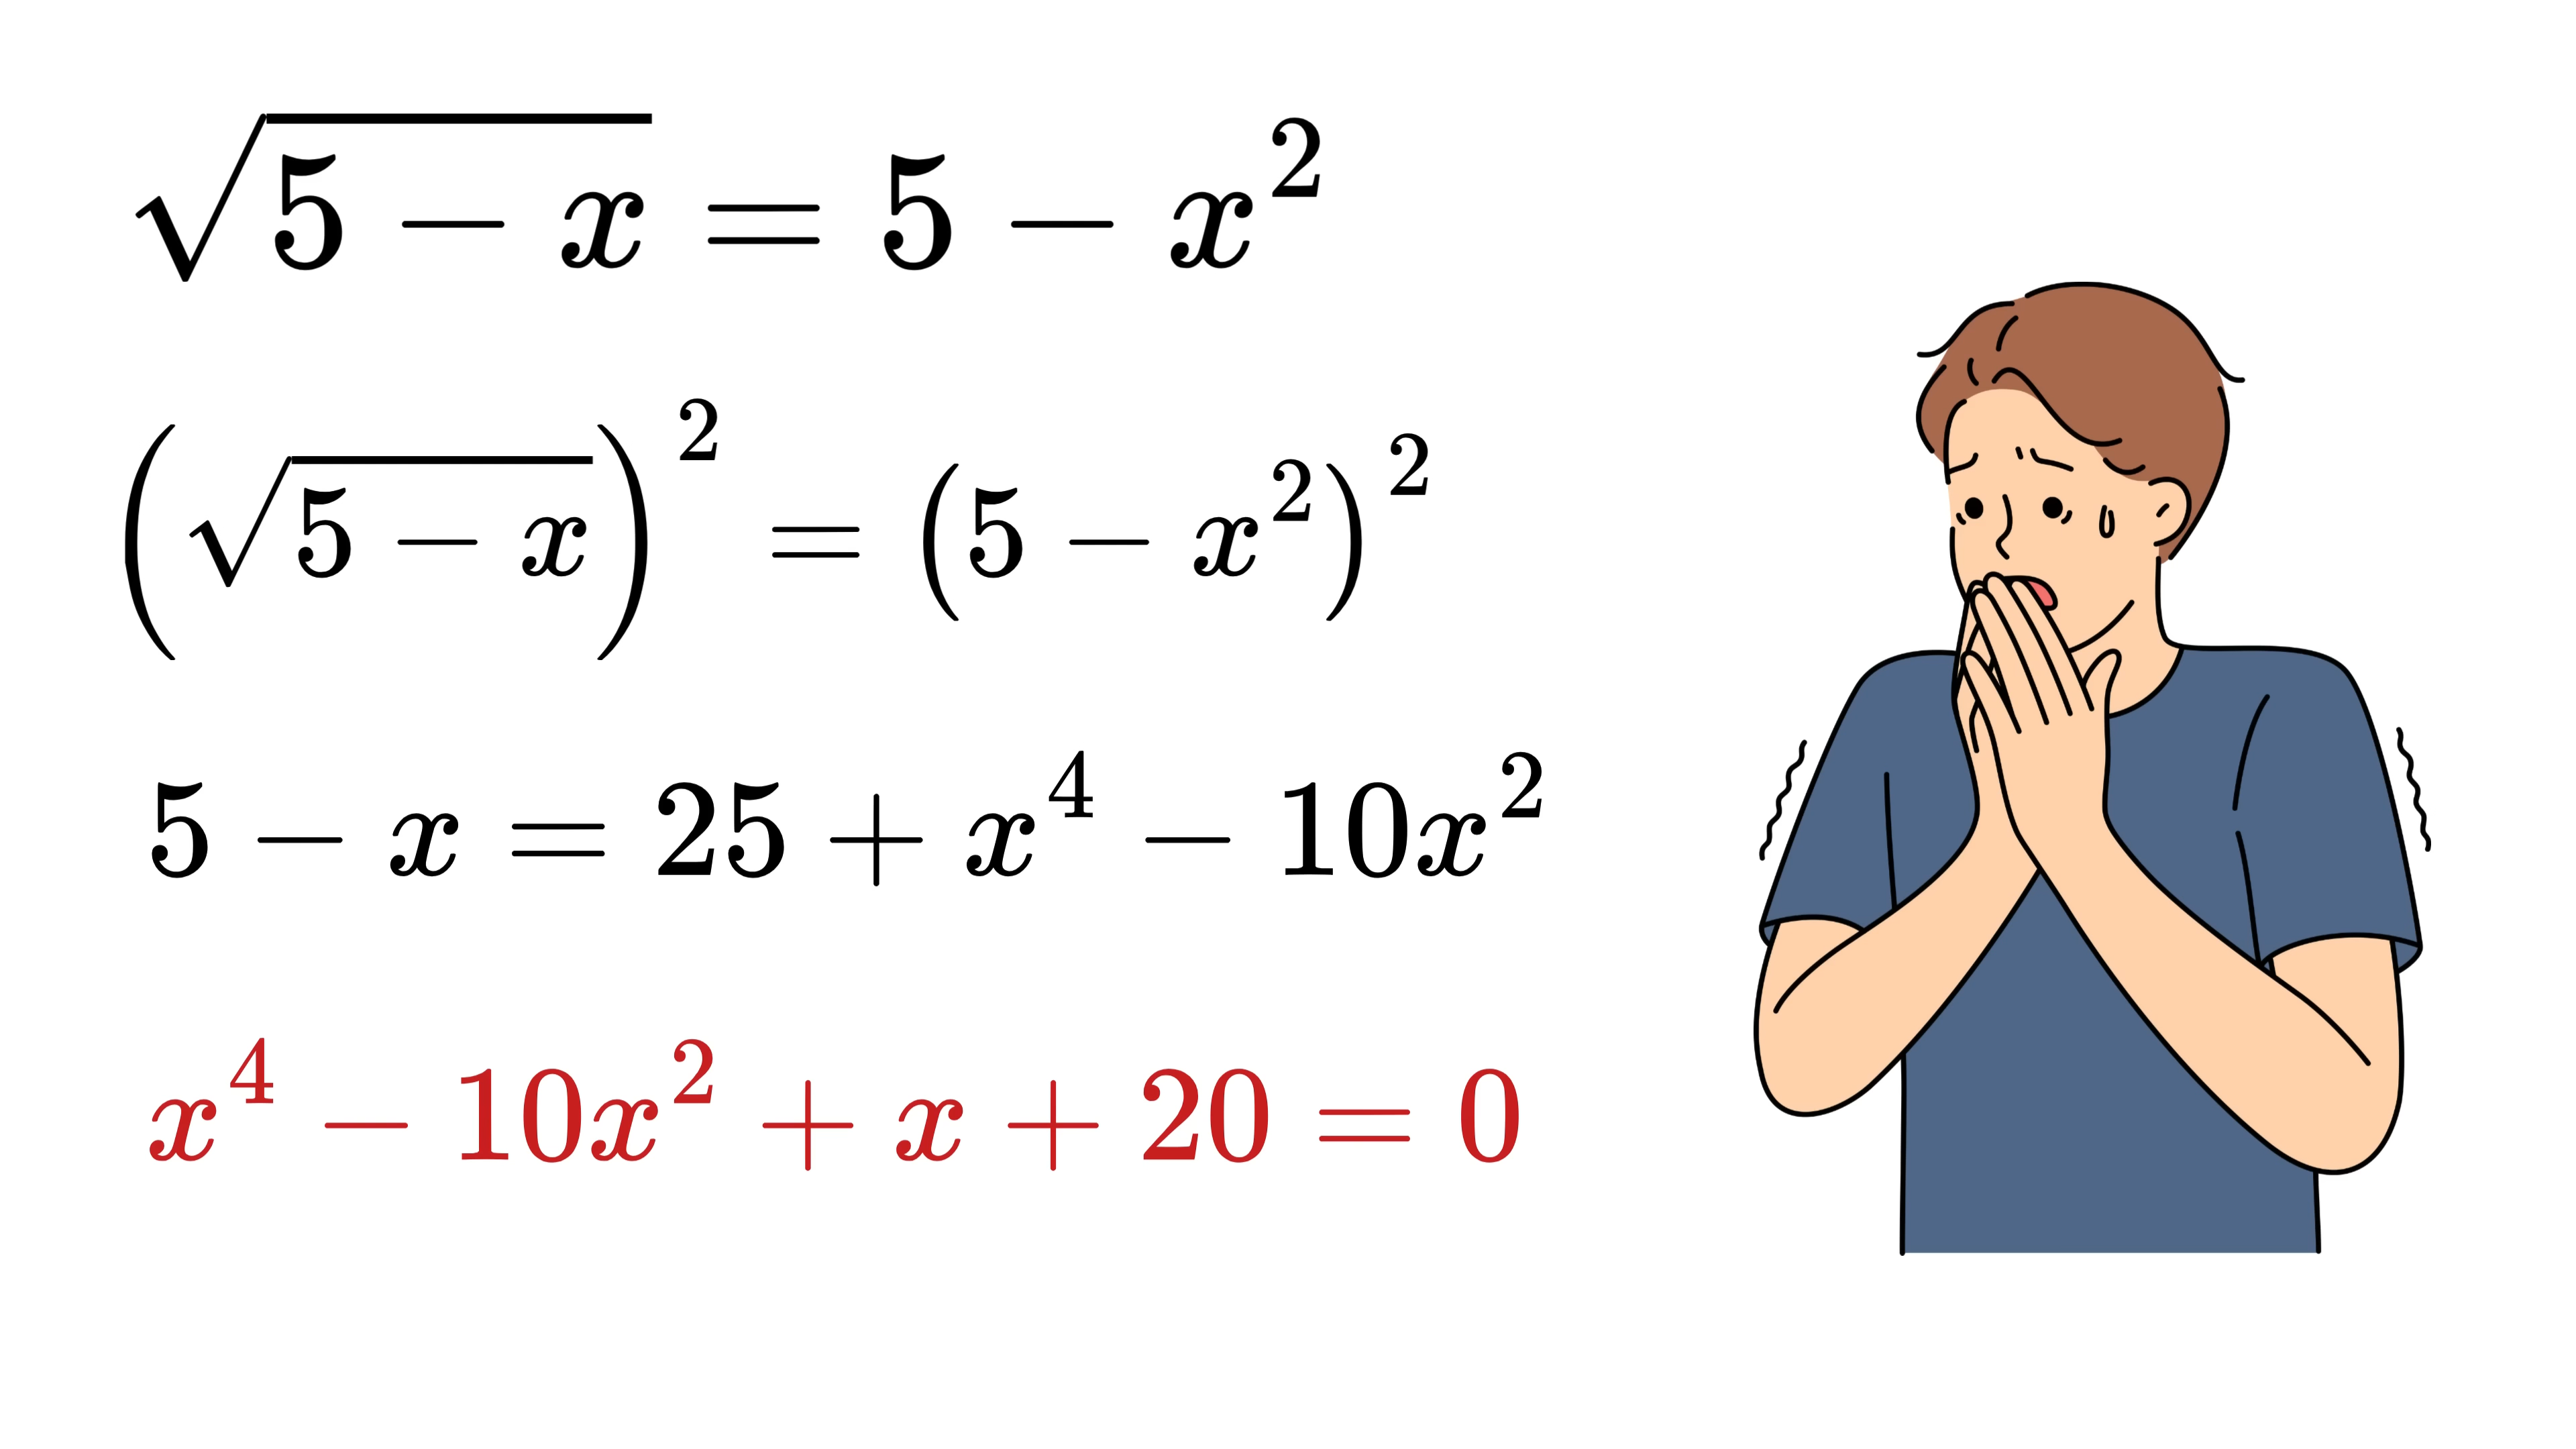 √(5 − x) = 5 − x²
(√(5 − x))² = (5 − x²)²
5 − x = 25 + x⁴ − 10x²
x⁴ − 10x² + x + 20 = 0